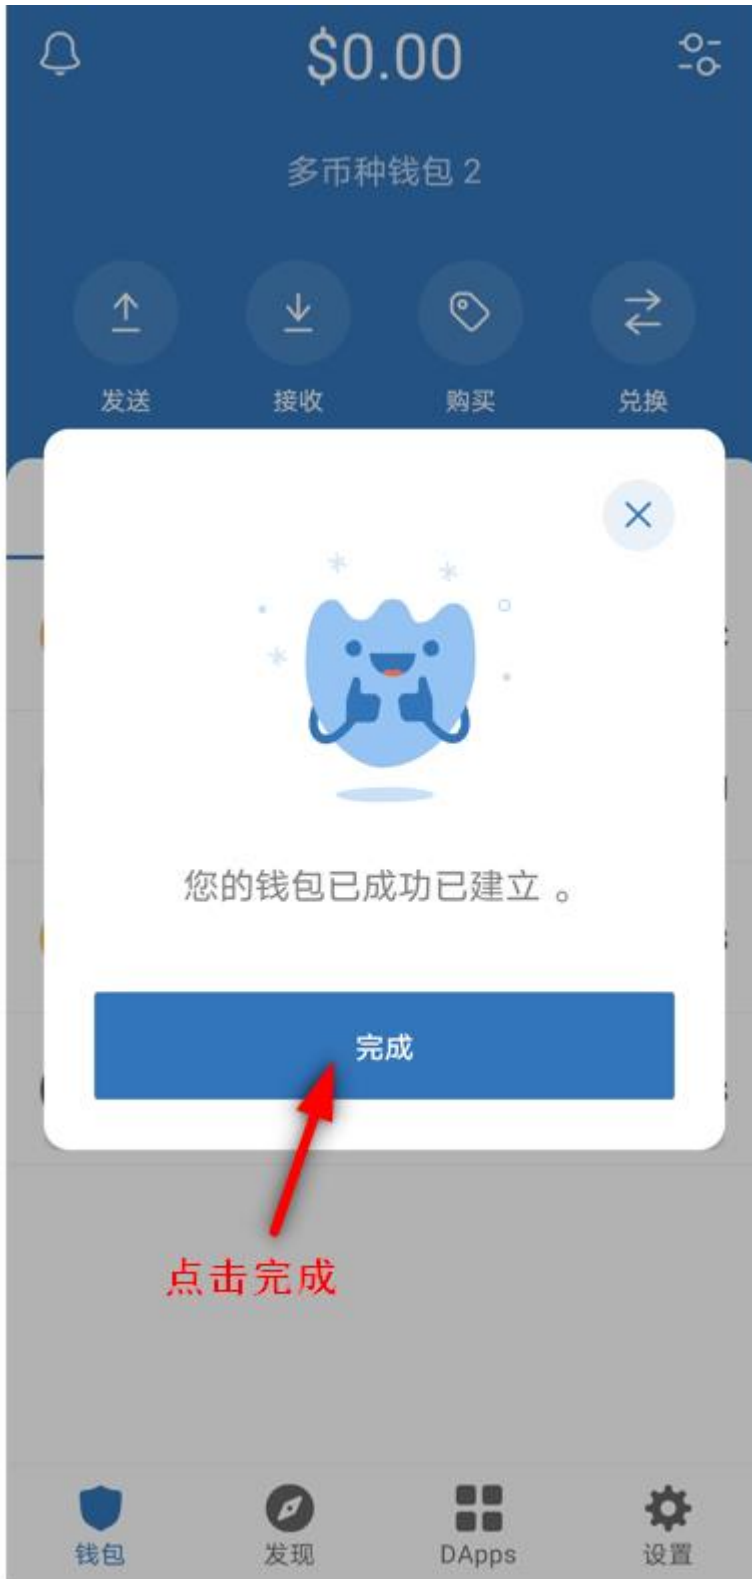 $0.00
多币种钱包 2
发送 接收 购买 兑换
您的钱包已成功已建立 。
完成
点击完成
钱包 发现 DApps 设置